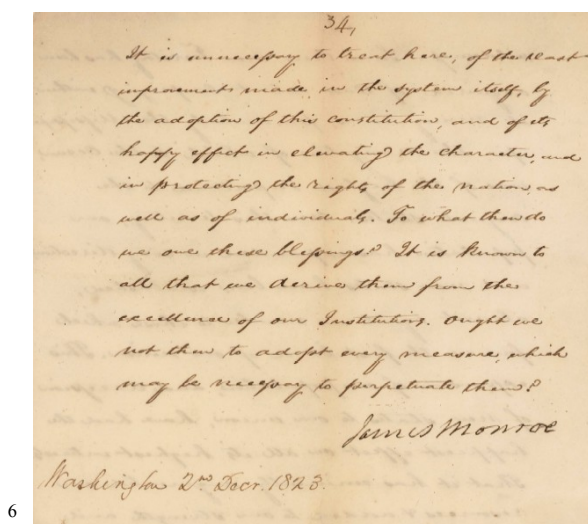 34,
It is unnecessary to treat here, of the vast
improvements made in the system itself, by
the adoption of this constitution, and of its
happy effect in elevating the character, and
in protecting the rights of the nation, as
well as of individuals. To what then do
we owe these blessings? It is known to
all that we derive them from the
excellence of our Institutions. Ought we
not then to adopt every measure, which
may be necessary to perpetuate them?
James Monroe
Washington 2nd Decr. 1823.
6